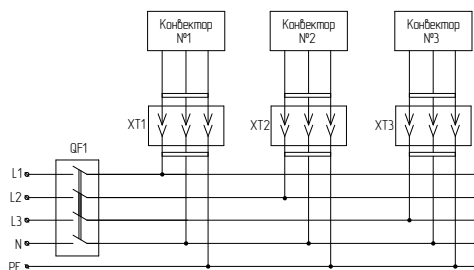 Конвектор
№1
Конвектор
№2
Конвектор
№3
XT1
XT2
XT3
QF1
L1
L2
L3
N
PE